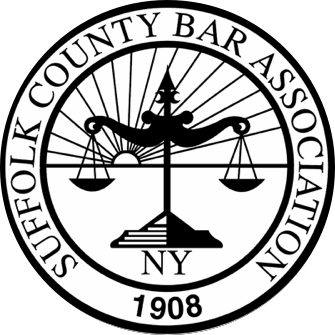 SUFFOLK COUNTY BAR ASSOCIATION
NY
1908